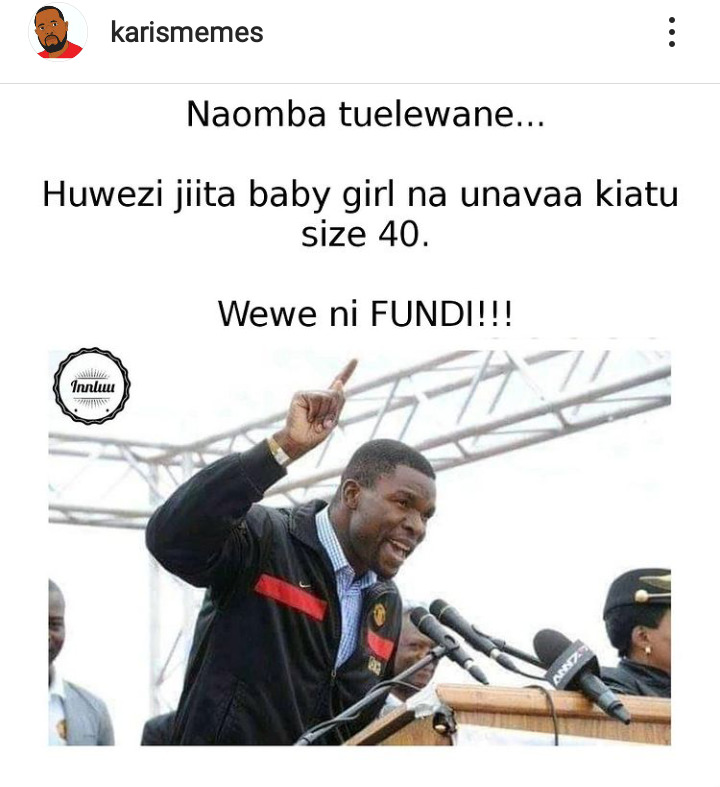 karismemes
Naomba tuelewane...
Huwezi jiita baby girl na unavaa kiatu
size 40.
Wewe ni FUNDI!!!
Innluu